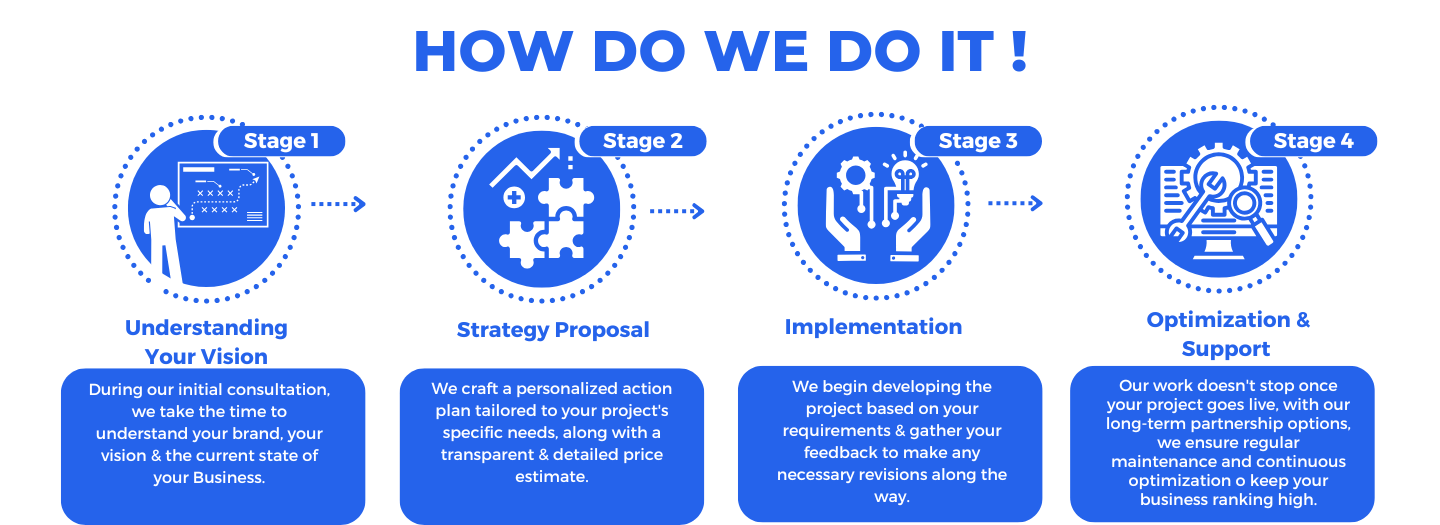 HOW DO WE DO IT !
Stage 1
Understanding
Your Vision
During our initial consultation,
we take the time to
understand your brand, your
vision & the current state of
your Business.
Stage 2
Strategy Proposal
We craft a personalized action
plan tailored to your project's
specific needs, along with a
transparent & detailed price
estimate.
Stage 3
Implementation
We begin developing the
project based on your
requirements & gather your
feedback to make any
necessary revisions along the
way.
Stage 4
Optimization &
Support
Our work doesn't stop once
your project goes live, with our
long-term partnership options,
we ensure regular
maintenance and continuous
optimization o keep your
business ranking high.